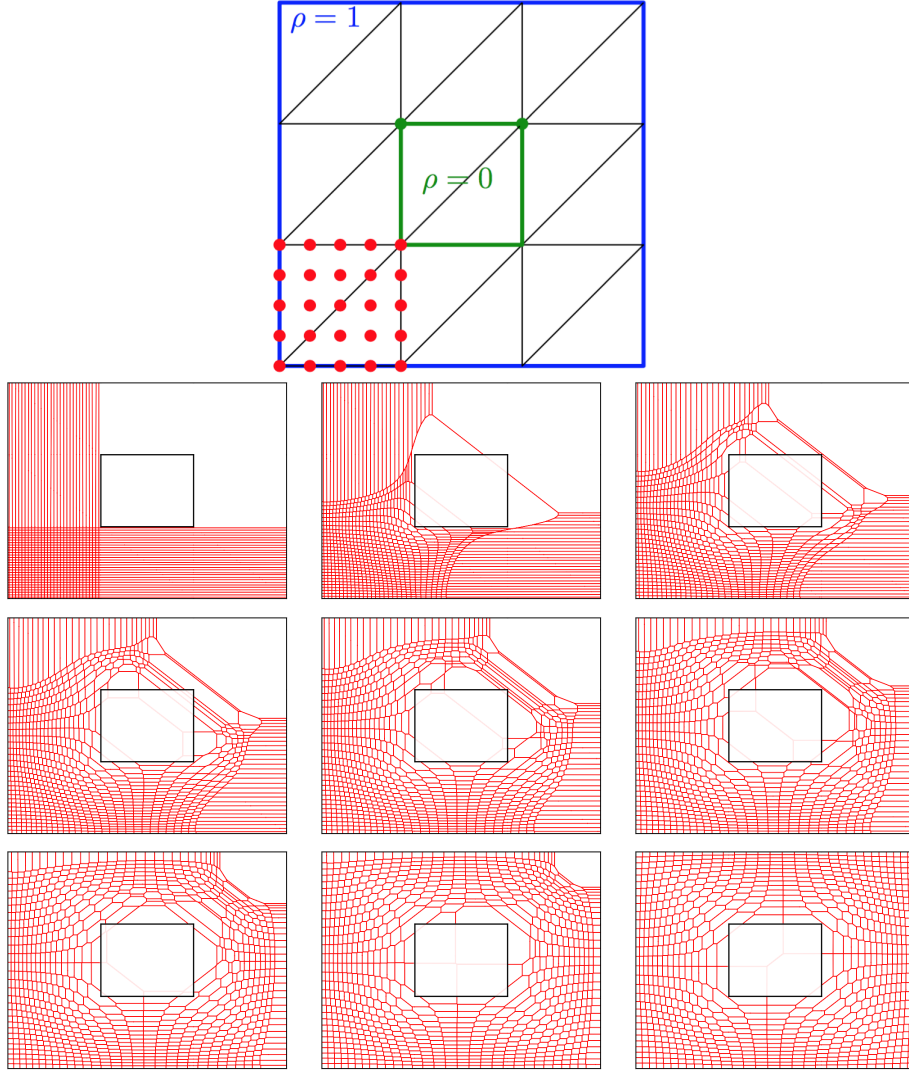 ρ = 1
ρ = 0